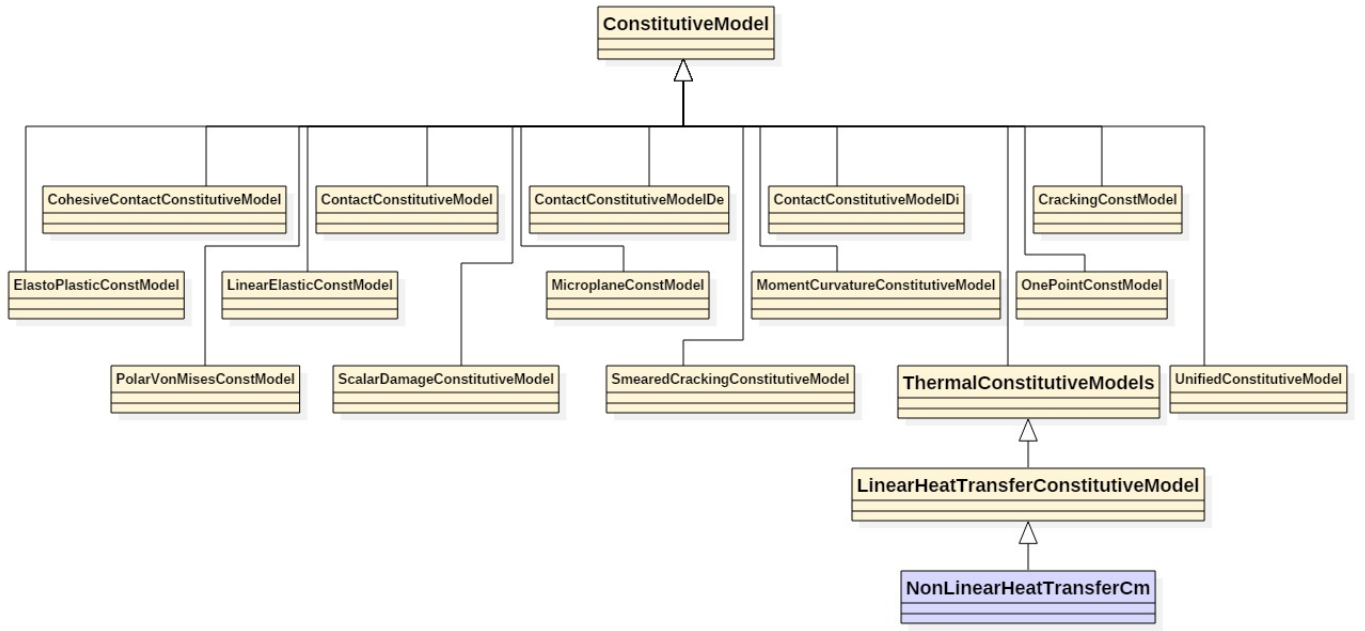 ConstitutiveModel
CohesiveContactConstitutiveModel
ContactConstitutiveModel
ContactConstitutiveModelDe
ContactConstitutiveModelDi
CrackingConstModel
ElastoPlasticConstModel
LinearElasticConstModel
MicroplaneConstModel
MomentCurvatureConstitutiveModel
OnePointConstModel
PolarVonMisesConstModel
ScalarDamageConstitutiveModel
SmearedCrackingConstitutiveModel
ThermalConstitutiveModels
UnifiedConstitutiveModel
LinearHeatTransferConstitutiveModel
NonLinearHeatTransferCm